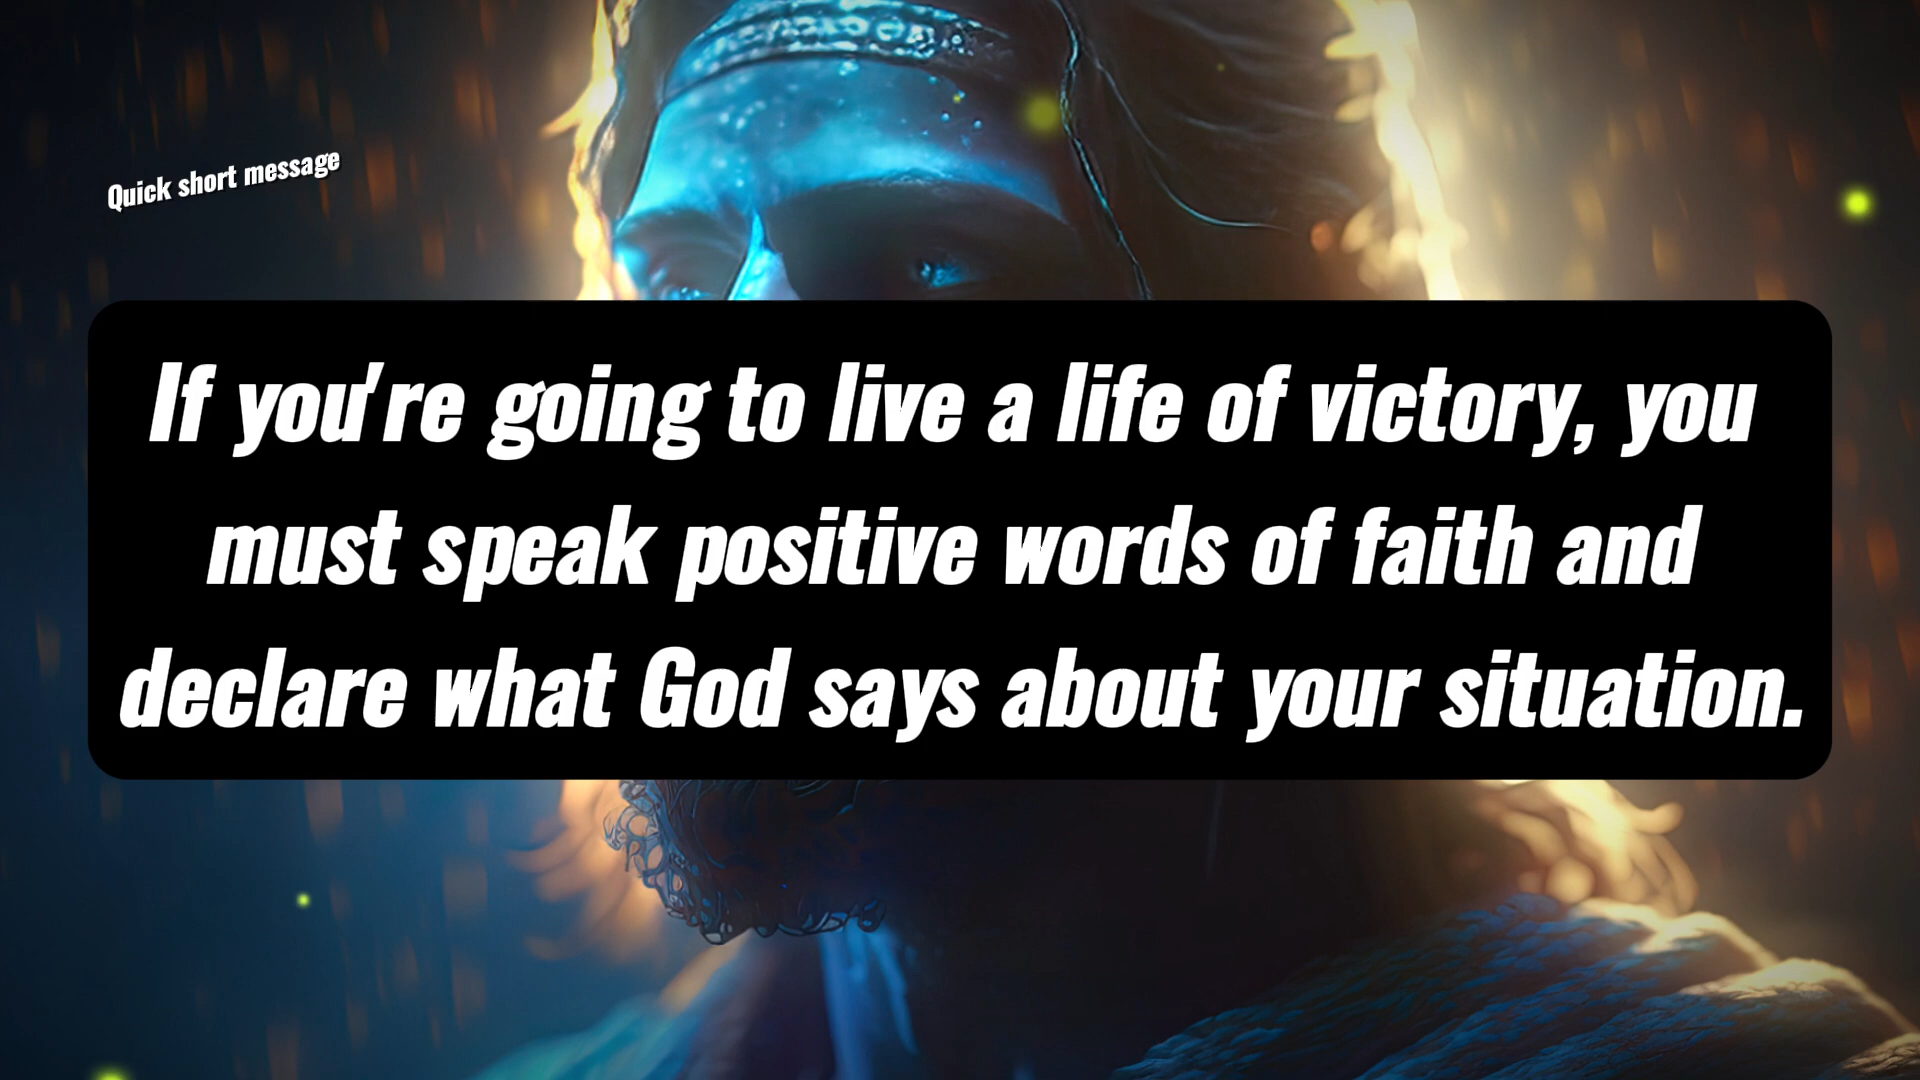 Quick short message
If you're going to live a life of victory, you
must speak positive words of faith and
declare what God says about your situation.